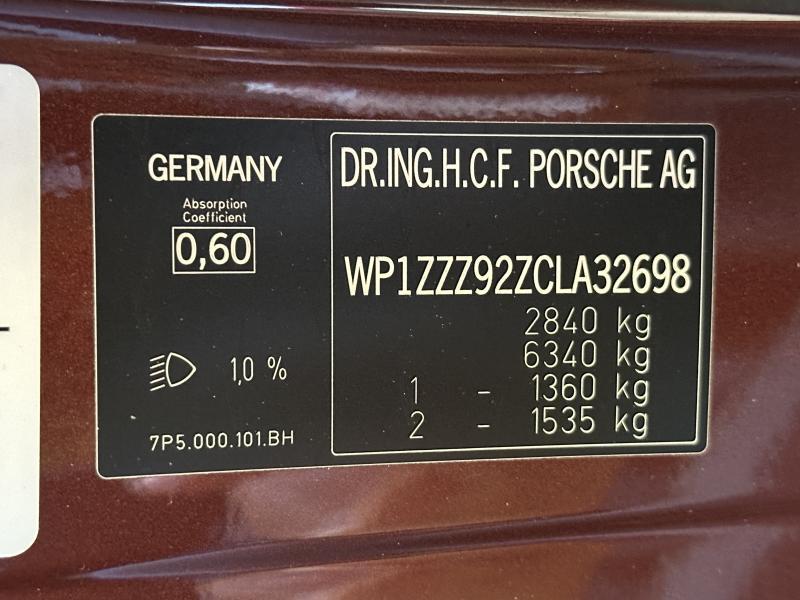 GERMANY
Absorption
Coefficient
0,60
1,0 %
7P5.000.101.BH
DR.ING.H.C.F. PORSCHE AG
WP1ZZZ92ZCLA32698
2840 kg
6340 kg
1 - 1360 kg
2 - 1535 kg